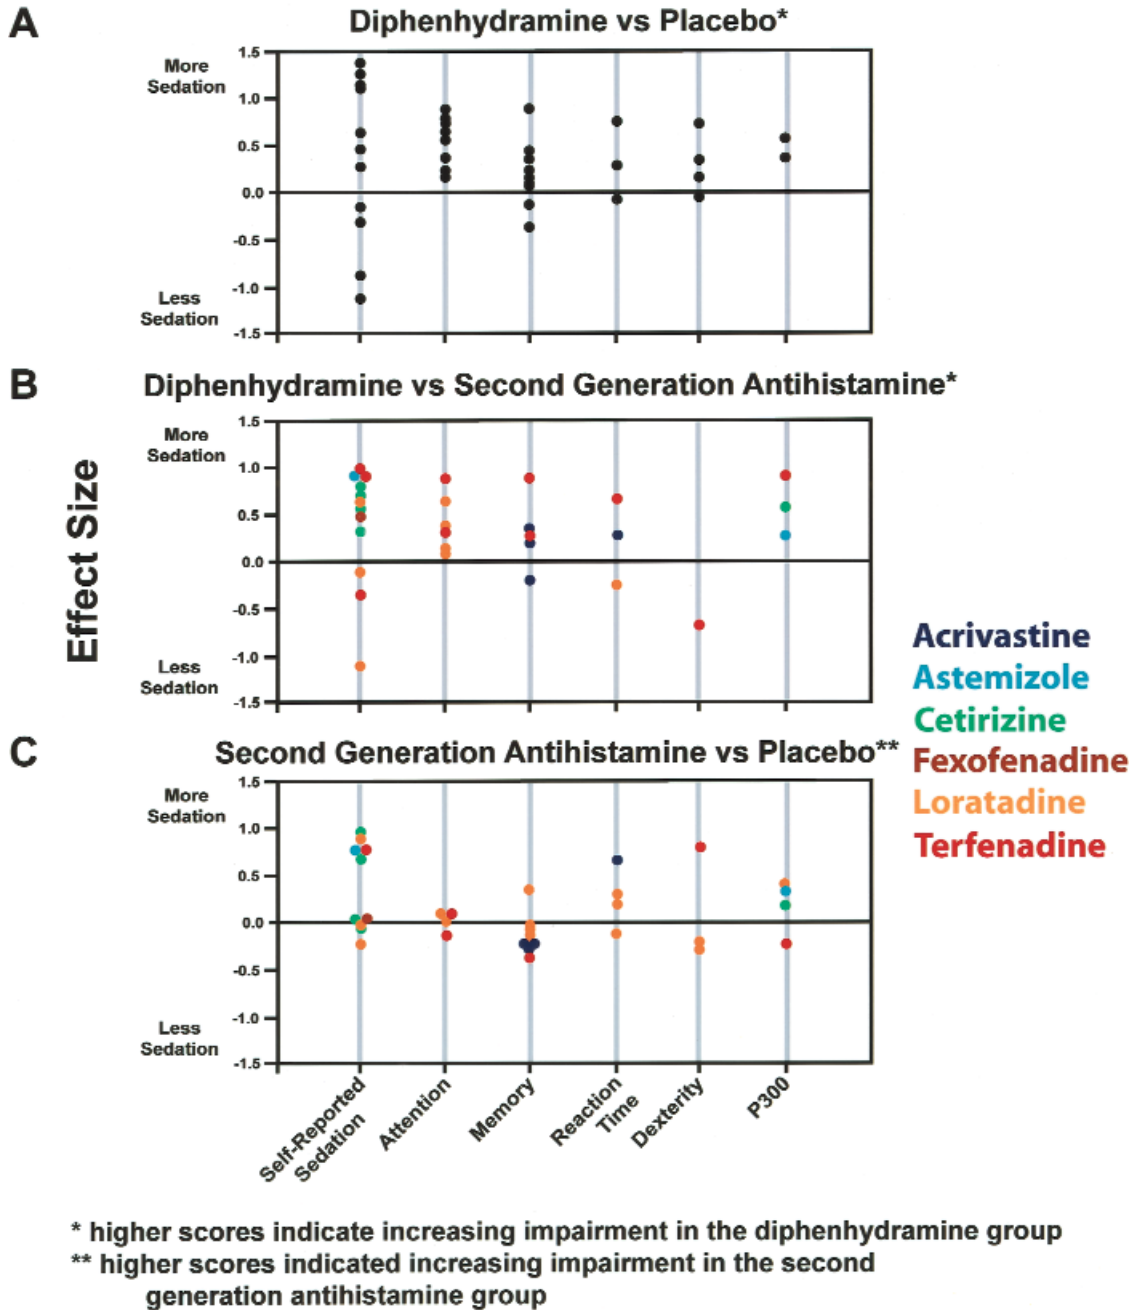 A
Diphenhydramine vs Placebo*
More
Sedation
1.5
1.0
0.5
0.0
-0.5
-1.0
-1.5
Less
Sedation
B
Diphenhydramine vs Second Generation Antihistamine*
More
Sedation
1.5
1.0
0.5
0.0
-0.5
-1.0
-1.5
Less
Sedation
Effect Size
Acrivastine
Astemizole
Cetirizine
Fexofenadine
Loratadine
Terfenadine
C
Second Generation Antihistamine vs Placebo**
More
Sedation
1.5
1.0
0.5
0.0
-0.5
-1.0
-1.5
Less
Sedation
Self-Reported
Sedation
Attention
Memory
Reaction
Time
Dexterity
P300
* higher scores indicate increasing impairment in the diphenhydramine group
** higher scores indicated increasing impairment in the second
generation antihistamine group